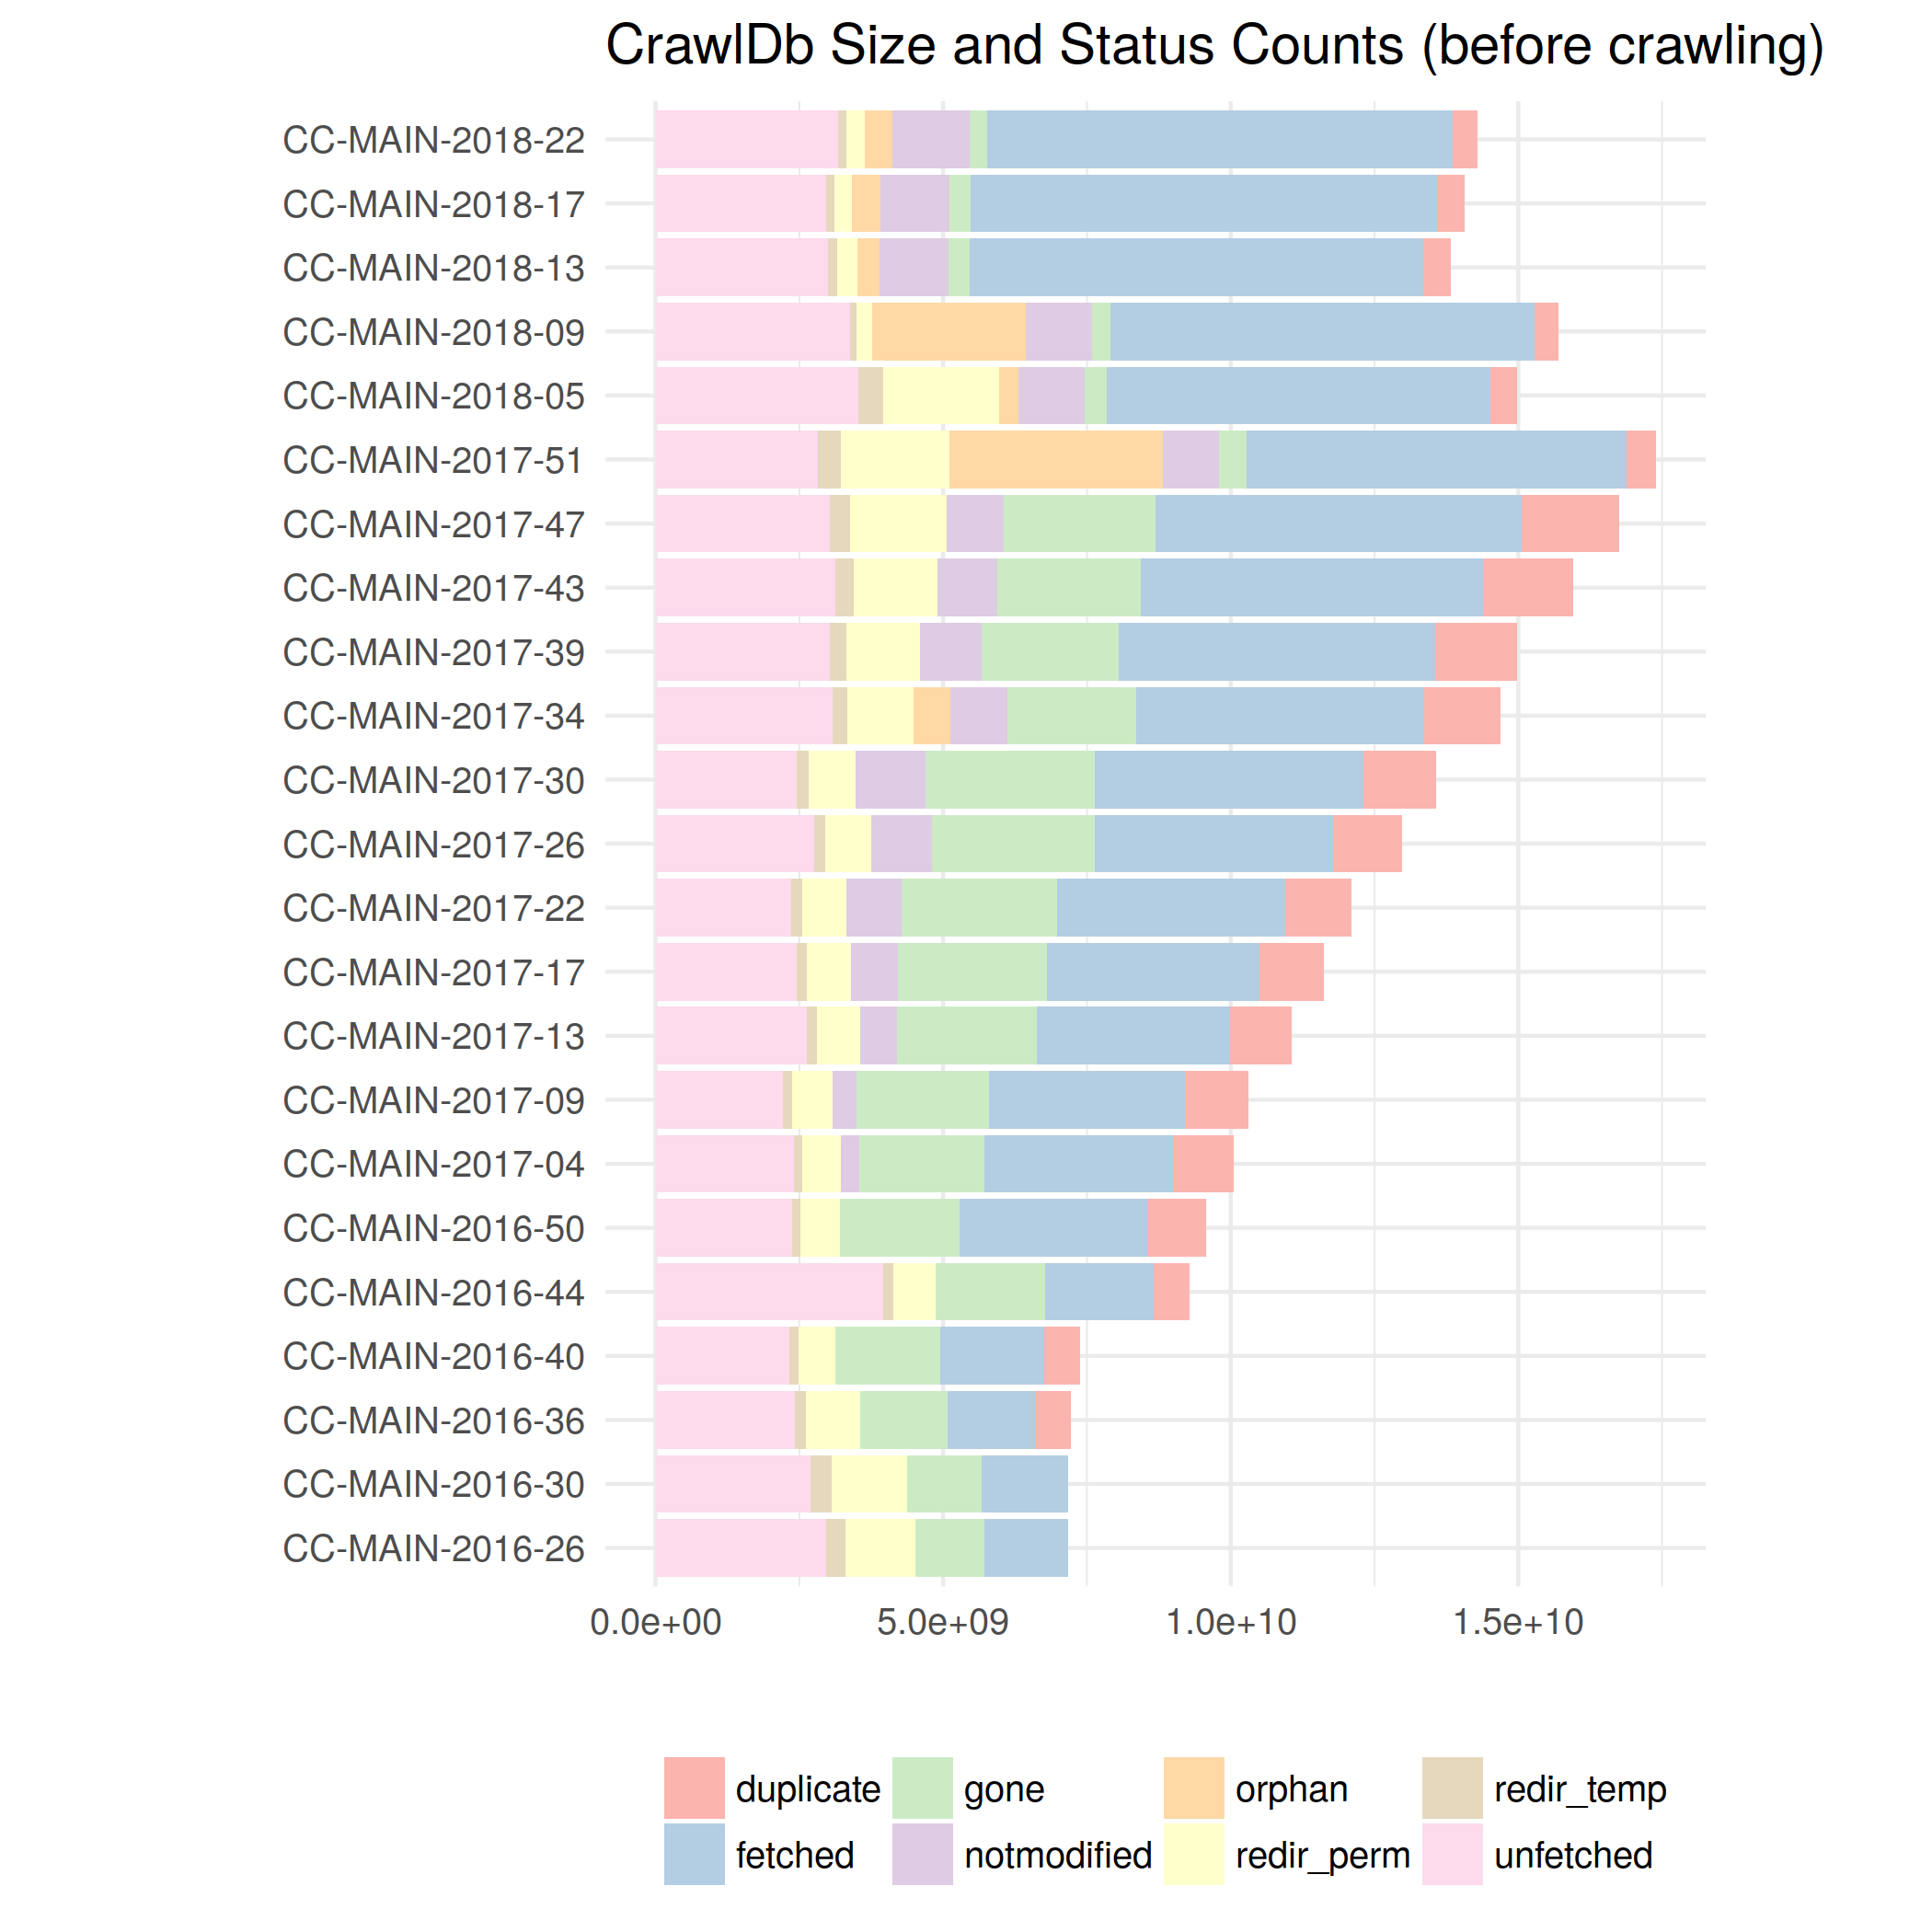 CrawlDb Size and Status Counts (before crawling)
CC-MAIN-2018-22
CC-MAIN-2018-17
CC-MAIN-2018-13
CC-MAIN-2018-09
CC-MAIN-2018-05
CC-MAIN-2017-51
CC-MAIN-2017-47
CC-MAIN-2017-43
CC-MAIN-2017-39
CC-MAIN-2017-34
CC-MAIN-2017-30
CC-MAIN-2017-26
CC-MAIN-2017-22
CC-MAIN-2017-17
CC-MAIN-2017-13
CC-MAIN-2017-09
CC-MAIN-2017-04
CC-MAIN-2016-50
CC-MAIN-2016-44
CC-MAIN-2016-40
CC-MAIN-2016-36
CC-MAIN-2016-30
CC-MAIN-2016-26
0.0e+00 5.0e+09 1.0e+10 1.5e+10
duplicate gone orphan redir_temp
fetched notmodified redir_perm unfetched